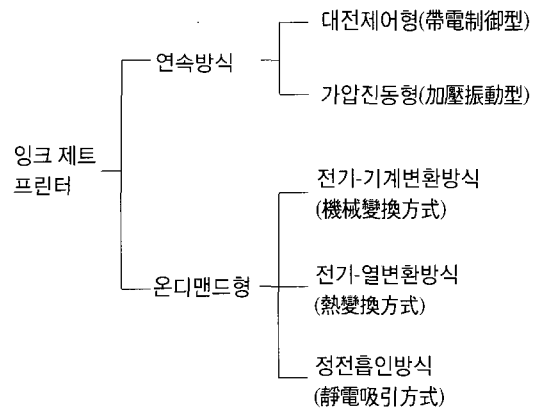 대전제어형(帶電制御型)
연속방식
가압진동형(加壓振動型)
잉크 제트
프린터
전기-기계변환방식
(機械變換方式)
온디맨드형
전기-열변환방식
(熱變換方式)
정전흡인방식
(靜電吸引方式)